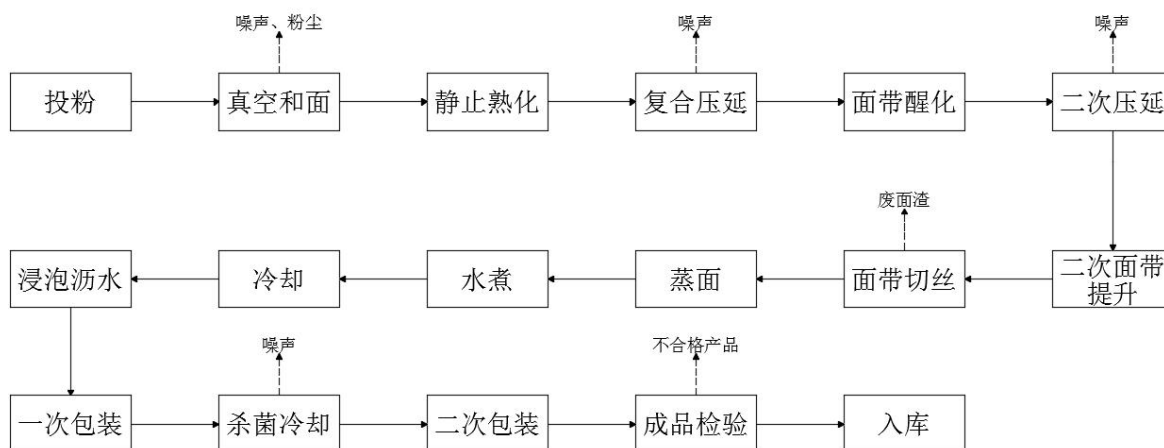 噪声、粉尘
噪声
噪声
投粉
真空和面
静止熟化
复合压延
面带醒化
二次压延
废面渣
浸泡沥水
冷却
水煮
蒸面
面带切丝
二次面带
提升
噪声
不合格产品
一次包装
杀菌冷却
二次包装
成品检验
入库